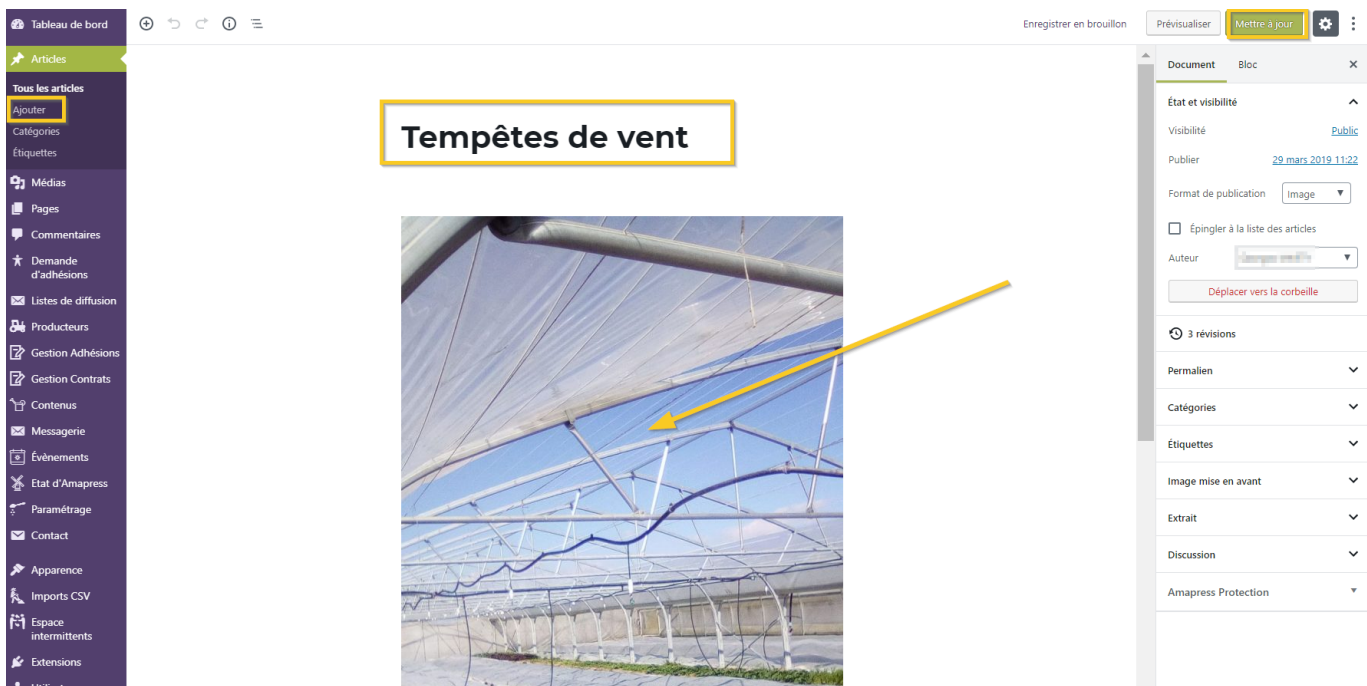 Tableau de bord
Articles
Tous les articles
Ajouter
Catégories
Étiquettes
Médias
Pages
Commentaires
Demande
d'adhésions
Listes de diffusion
Producteurs
Gestion Adhésions
Gestion Contrats
Contenus
Messagerie
Évènements
Etat d'Amapress
Paramétrage
Contact
Apparence
Imports CSV
Espace
intermittents
Extensions
Enregistrer en brouillon
Prévisualiser
Mettre à jour
Tempêtes de vent
Document Bloc
État et visibilité
Visibilité Public
Publier 29 mars 2019 11:22
Format de publication Image
Épingler à la liste des articles
Auteur
Déplacer vers la corbeille
3 révisions
Permalien
Catégories
Étiquettes
Image mise en avant
Extrait
Discussion
Amapress Protection